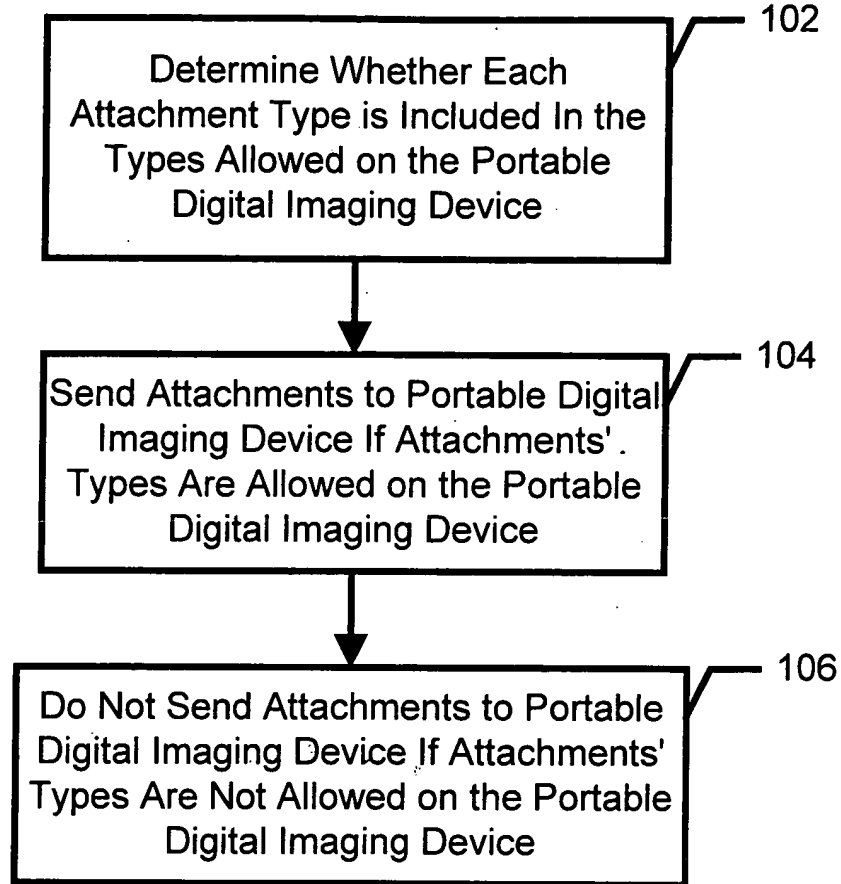 102
Determine Whether Each
Attachment Type is Included In the
Types Allowed on the Portable
Digital Imaging Device
104
Send Attachments to Portable Digital
Imaging Device If Attachments'
Types Are Allowed on the Portable
Digital Imaging Device
106
Do Not Send Attachments to Portable
Digital Imaging Device If Attachments'
Types Are Not Allowed on the Portable
Digital Imaging Device